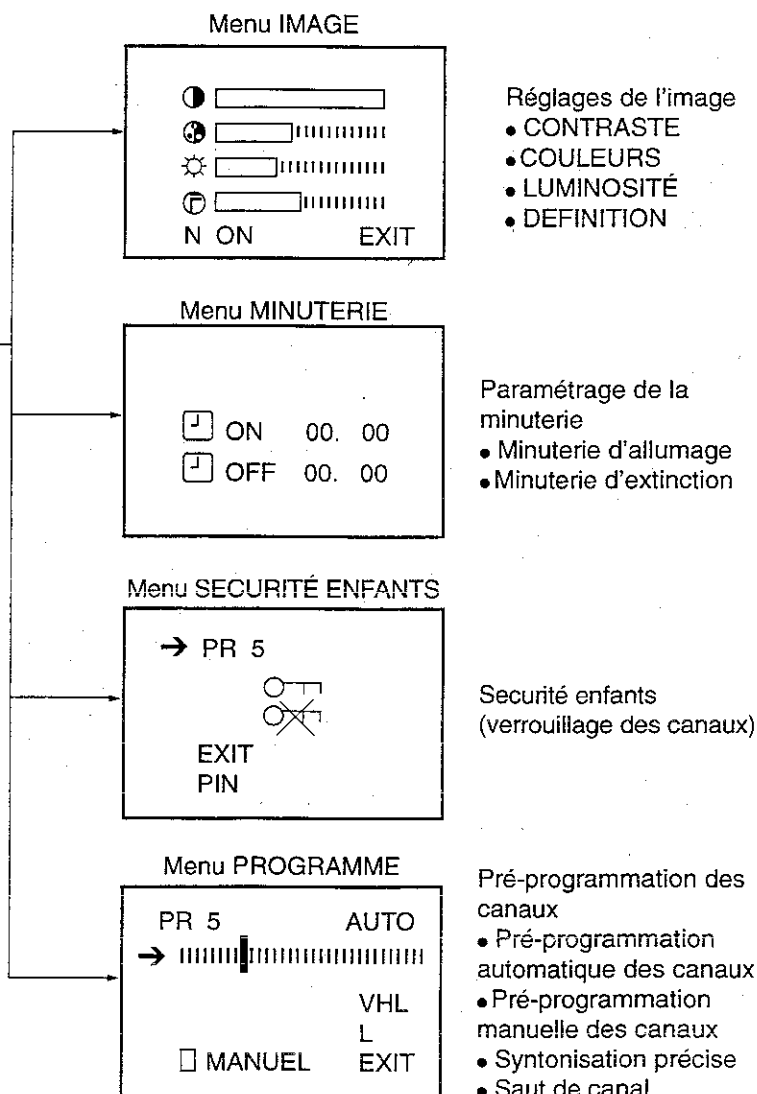 Menu IMAGE
N ON EXIT
Réglages de l'image
• CONTRASTE
• COULEURS
• LUMINOSITÉ
• DEFINITION
Menu MINUTERIE
ON 00. 00
OFF 00. 00
Paramétrage de la
minuterie
• Minuterie d'allumage
• Minuterie d'extinction
Menu SECURITÉ ENFANTS
→ PR 5
EXIT
PIN
Securité enfants
(verrouillage des canaux)
Menu PROGRAMME
PR 5 AUTO
→
VHL
L
MANUEL EXIT
Pré-programmation des
canaux
• Pré-programmation
automatique des canaux
• Pré-programmation
manuelle des canaux
• Syntonisation précise
• Saut de canal